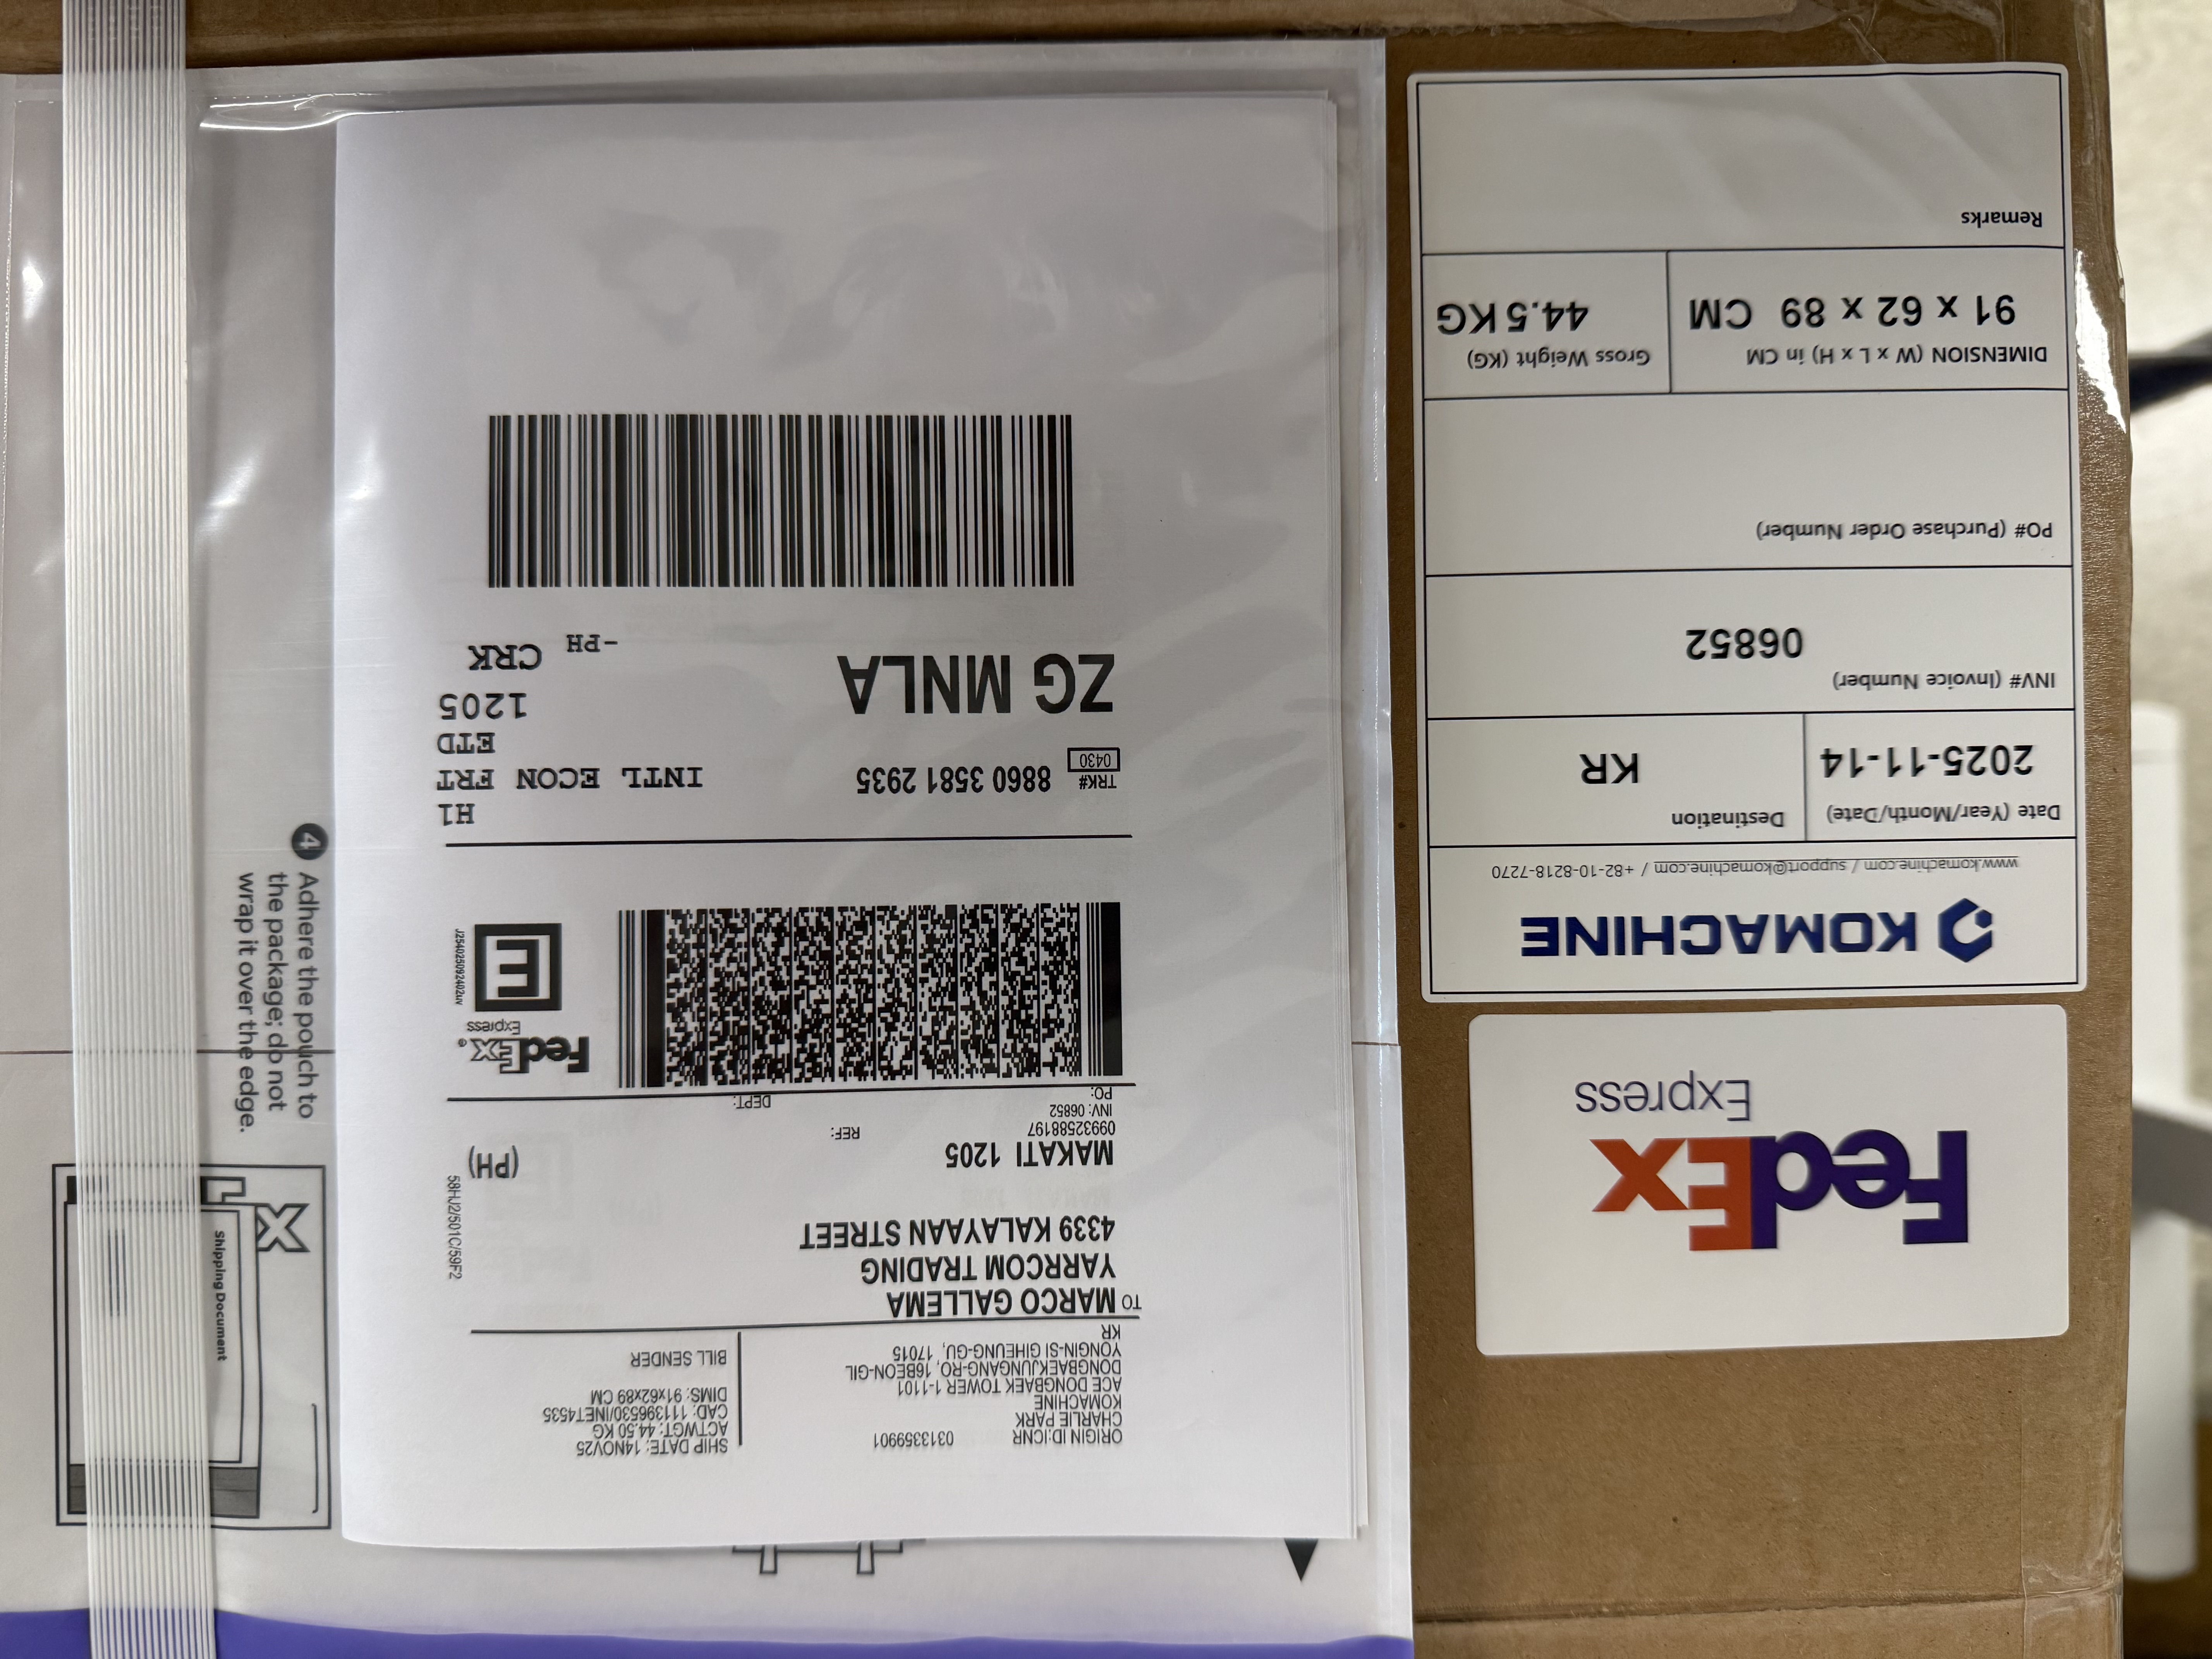 ORIGIN ID:ICNR 0313359901
CHARLIE PARK
KOMACHINE
ACE DONGBAEK TOWER 1-1101
DONGBAEKJUNGANG-RO, 16BEON-GIL
YONGIN-SI GIHEUNG-GU, 17015
KR
SHIP DATE: 14NOV25
ACTWGT: 44.50 KG
CAD: 111396530/INET4535
DIMS: 91x62x89 CM
BILL SENDER
TO MARCO GALLEMA
YARRCOM TRADING
4339 KALAYAAN STREET
MAKATI 1205
(PH)
09932588197
INV: 06852
REF:
PO:
DEPT:
58HJ2/501C/59F2
FedEx®
Express
E
J254025092402uv
TRK#
0430
8860 3581 2935
H1
INTL ECON FRT
ETD
1205
ZG MNLA
-PH CRK
FedEx
Express
KOMACHINE
www.komachine.com / support@komachine.com / +82-10-8218-7270
Date (Year/Month/Date)
2025-11-14
Destination
KR
INV# (Invoice Number)
06852
PO# (Purchase Order Number)
DIMENSION (W x L x H) in CM
91 x 62 x 89 CM
Gross Weight (KG)
44.5 KG
Remarks
4 Adhere the pouch to
the package; do not
wrap it over the edge.
Shipping Document
x